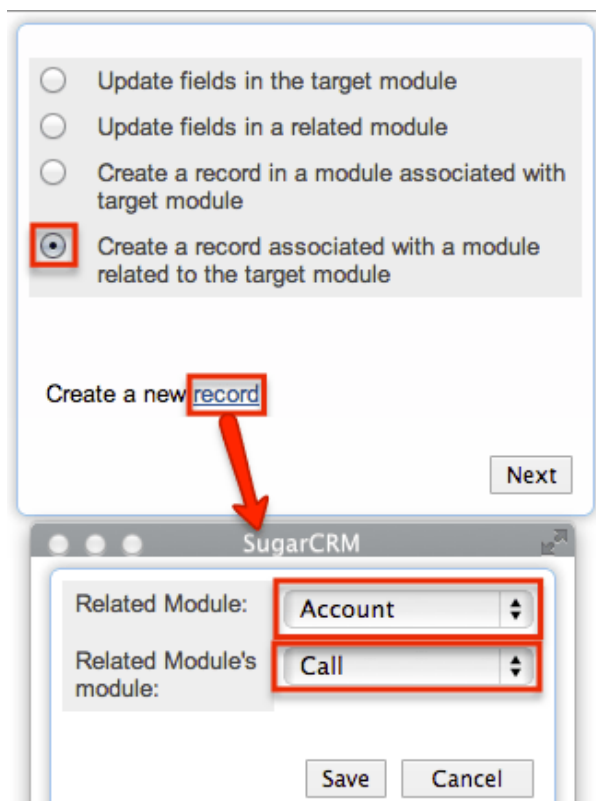 Update fields in the target module
Update fields in a related module
Create a record in a module associated with
target module
Create a record associated with a module
related to the target module
Create a new record
Next
SugarCRM
Related Module:
Account
Related Module's
module:
Call
Save
Cancel